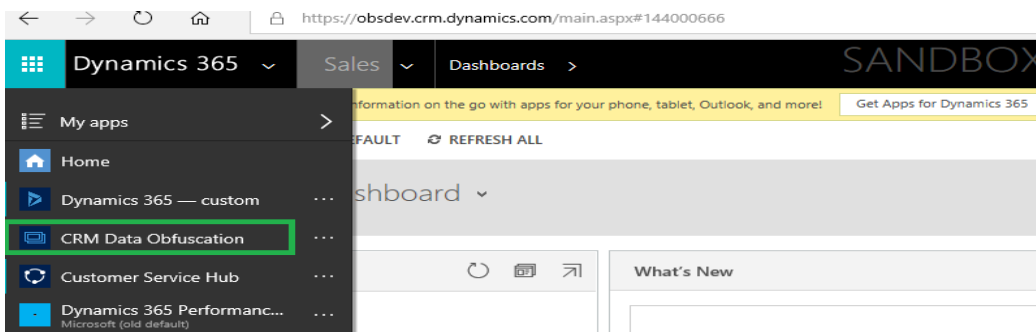 https://obsdev.crm.dynamics.com/main.aspx#144000666
Dynamics 365 Sales Dashboards > SANDBOX
nformation on the go with apps for your phone, tablet, Outlook, and more! Get Apps for Dynamics 365
My apps >
EFAULT REFRESH ALL
Home
shboard
Dynamics 365 — custom ...
CRM Data Obfuscation ...
Customer Service Hub ...
What's New
Dynamics 365 Performanc... ...
Microsoft (old default)